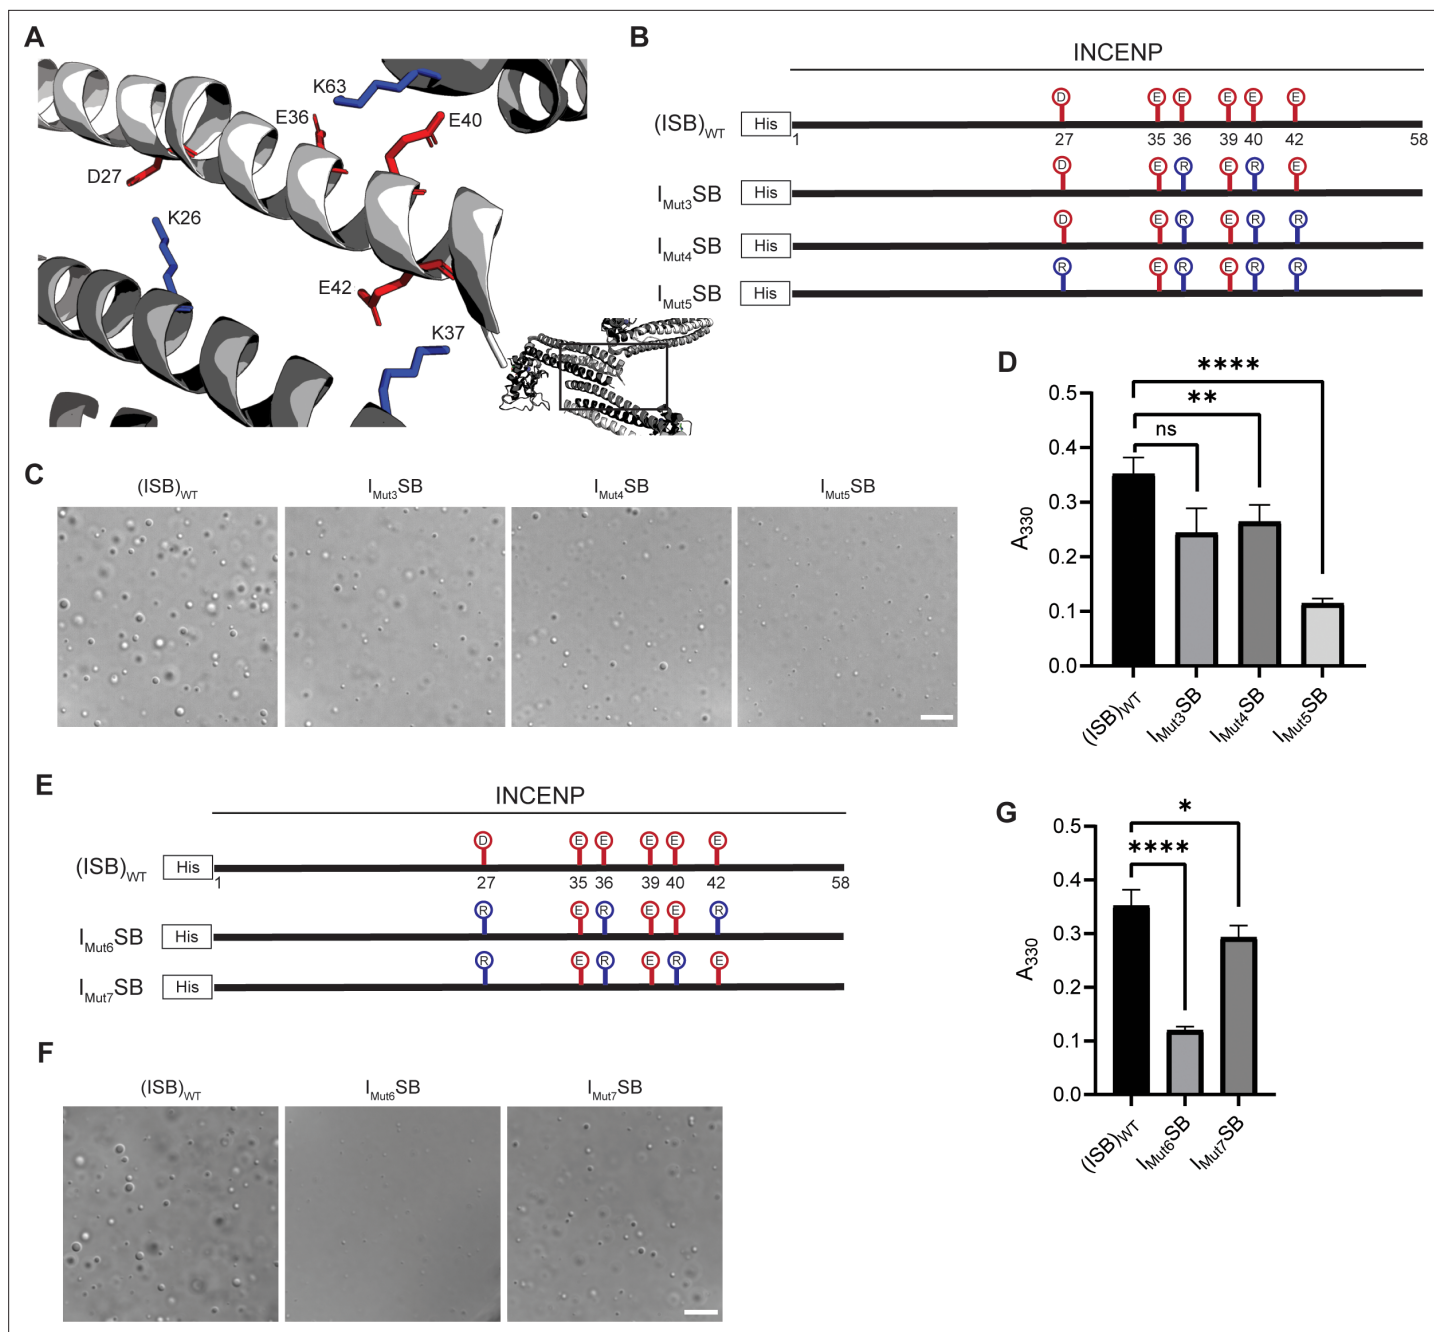 A
K63
E36
E40
D27
K26
E42
K37
B
INCENP
D E E E E E
(ISB)WT His
1 27 35 36 39 40 42 58
D E R E R E
IMut3SB His
D E R E R R
IMut4SB His
R E R E R R
IMut5SB His
C
(ISB)WT IMut3SB IMut4SB IMut5SB
D
****
**
ns
0.5
0.4
0.3
0.2
0.1
0.0
A330
(ISB)WT IMut3SB IMut4SB IMut5SB
E
INCENP
D E E E E E
(ISB)WT His
1 27 35 36 39 40 42 58
R E R E E R
IMut6SB His
R E R E R E
IMut7SB His
F
(ISB)WT IMut6SB IMut7SB
G
*
****
0.5
0.4
0.3
0.2
0.1
0.0
A330
(ISB)WT IMut6SB IMut7SB